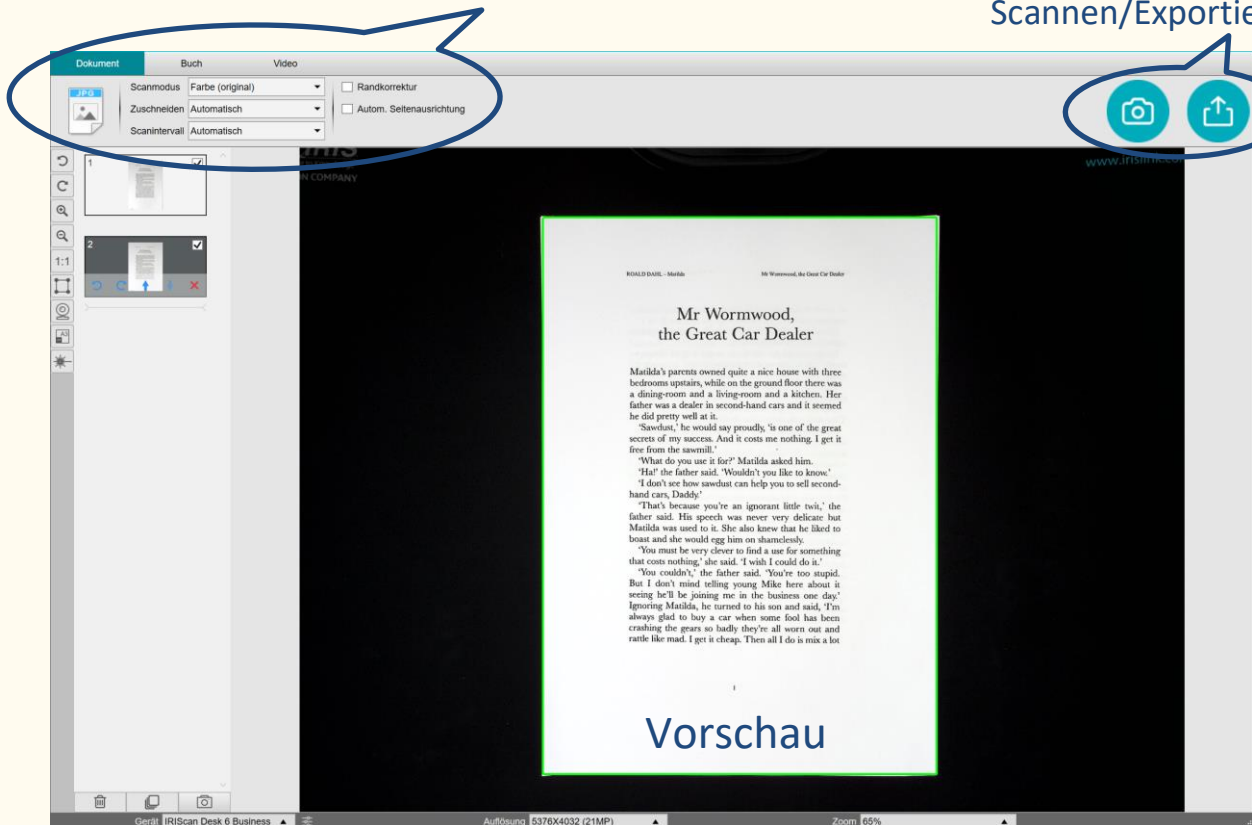 Scannen/Exportie
Dokument
Buch
Video
JPG
Scanmodus Farbe (original)
Zuschneiden Automatisch
Scanintervall Automatisch
Randkorrektur
Autom. Seitenausrichtung
1
2
1:1
A3
N COMPANY
ROALD DAHL – Matilda
Mr Wormwood, the Great Car Dealer
Mr Wormwood,
the Great Car Dealer
Matilda's parents owned quite a nice house with three
bedrooms upstairs, while on the ground floor there was
a dining-room and a living-room and a kitchen. Her
father was a dealer in second-hand cars and it seemed
he did pretty well at it.
'Sawdust,' he would say proudly, 'is one of the great
secrets of my success. And it costs me nothing. I get it
free from the sawmill.'
'What do you use it for?' Matilda asked him.
'Ha!' the father said. 'Wouldn't you like to know.'
'I don't see how sawdust can help you to sell second-
hand cars, Daddy.'
'That's because you're an ignorant little twit,' the
father said. His speech was never very delicate but
Matilda was used to it. She also knew that he liked to
boast and she would egg him on shamelessly.
'You must be very clever to find a use for something
that costs nothing,' she said. 'I wish I could do it.'
'You couldn't,' the father said. 'You're too stupid.
But I don't mind telling young Mike here about it
seeing he'll be joining me in the business one day.'
Ignoring Matilda, he turned to his son and said, 'I'm
always glad to buy a car when some fool has been
crashing the gears so badly they're all worn out and
rattle like mad. I get it cheap. Then all I do is mix a lot
1
Vorschau
Gerät IRIScan Desk 6 Business
Auflösung 5376X4032 (21MP)
Zoom 65%